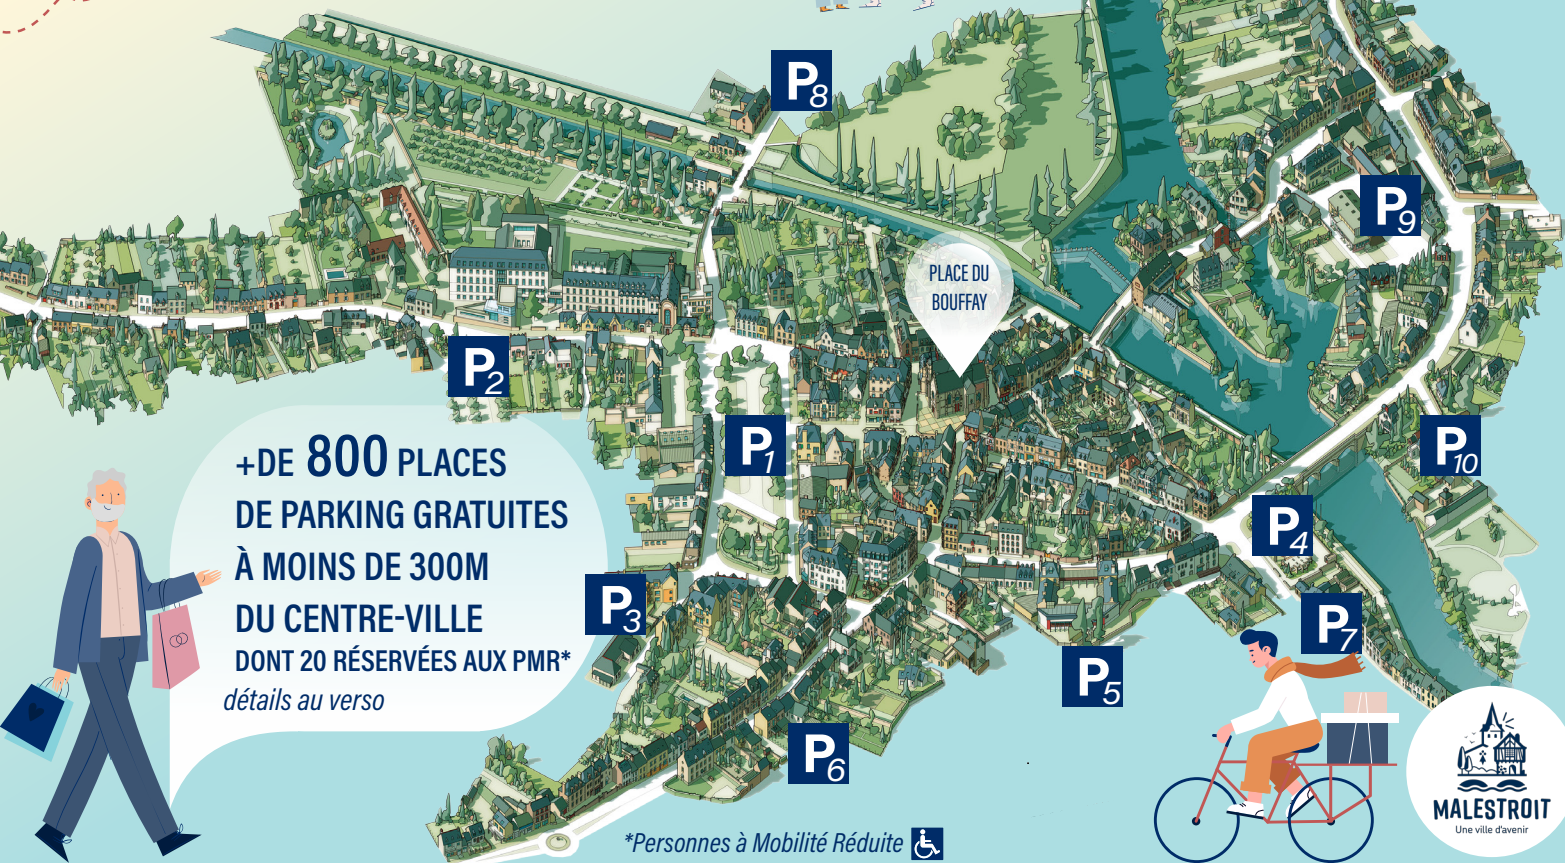 P8
P9
PLACE DU
BOUFFAY
P2
P1
P10
+DE 800 PLACES
DE PARKING GRATUITES
À MOINS DE 300M
DU CENTRE-VILLE
DONT 20 RÉSERVÉES AUX PMR*
détails au verso
P4
P3
P7
P5
P6
MALESTROIT
Une ville d'avenir
*Personnes à Mobilité Réduite